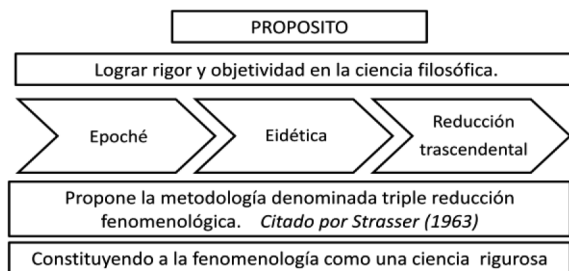 PROPOSITO
Lograr rigor y objetividad en la ciencia filosófica.
Epoché
Eidética
Reducción
trascendental
Propone la metodología denominada triple reducción
fenomenológica. Citado por Strasser (1963)
Constituyendo a la fenomenología como una ciencia rigurosa